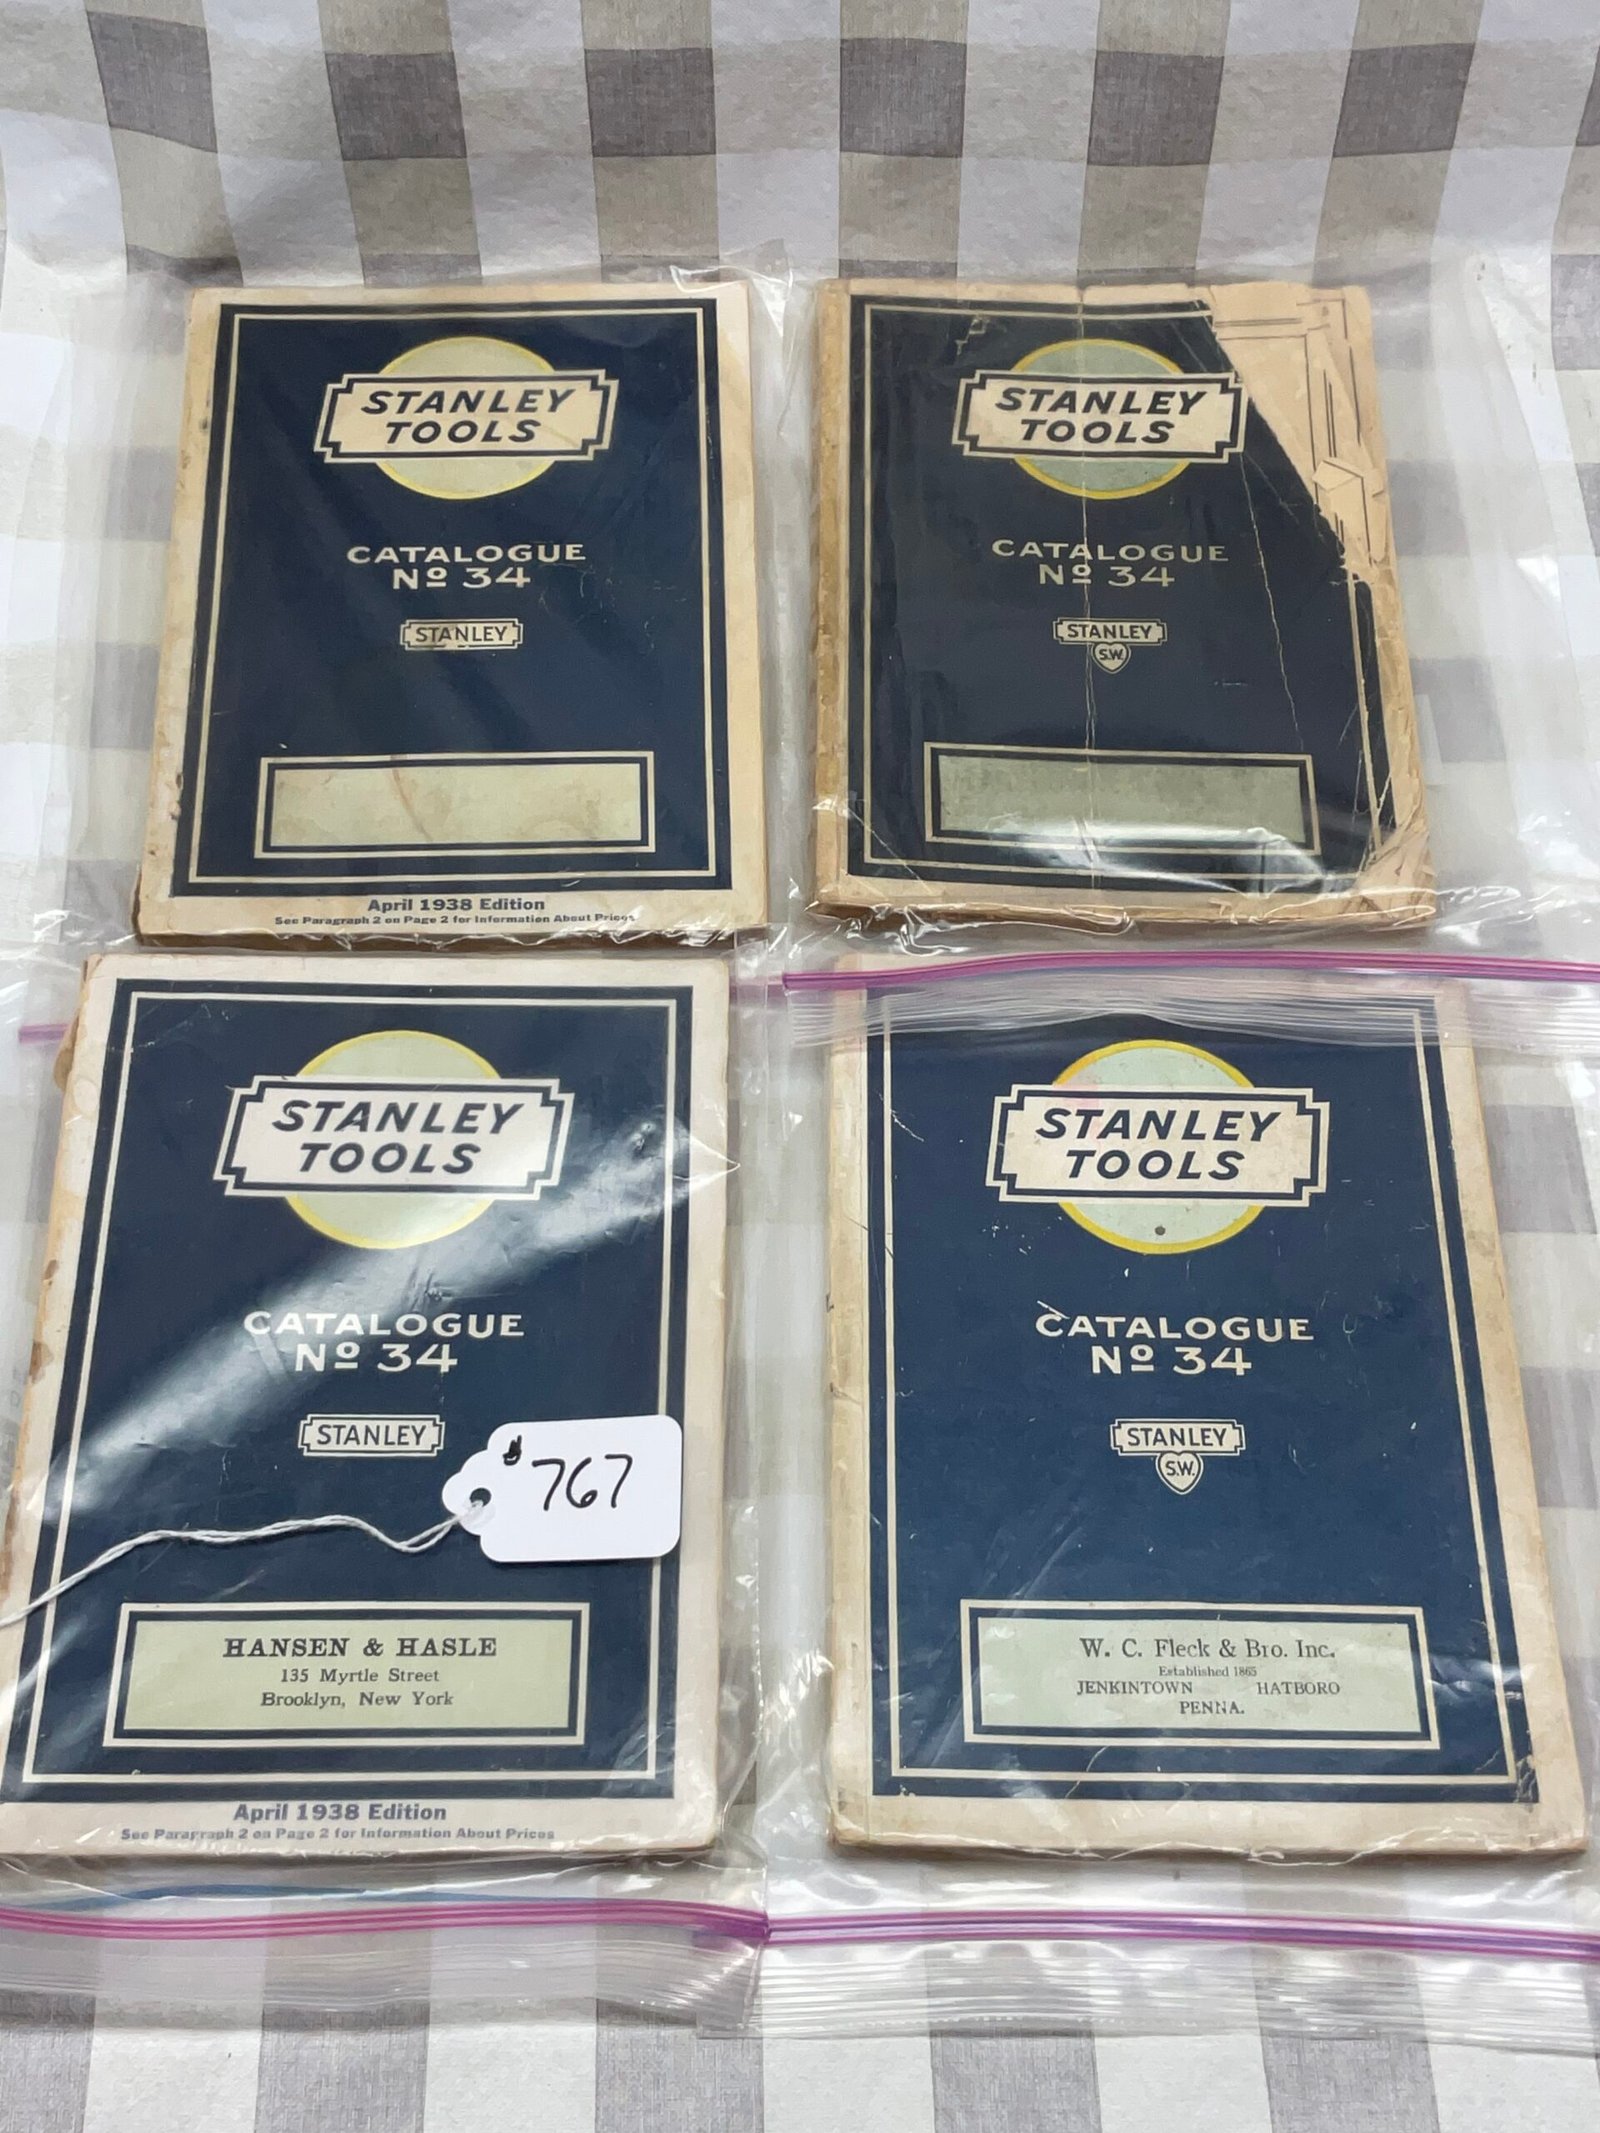 STANLEY
TOOLS
CATALOGUE
Nº 34
STANLEY
April 1938 Edition
See Paragraph 2 on Page 2 for Information About Prices
STANLEY
TOOLS
CATALOGUE
Nº 34
STANLEY
S.W.
STANLEY
TOOLS
CATALOGUE
Nº 34
STANLEY
767
HANSEN & HASLE
135 Myrtle Street
Brooklyn, New York
April 1938 Edition
See Paragraph 2 on Page 2 for Information About Prices
STANLEY
TOOLS
CATALOGUE
Nº 34
STANLEY
S.W.
W. C. Fleck & Bro. Inc.
Established 1865
JENKINTOWN HATBORO
PENNA.